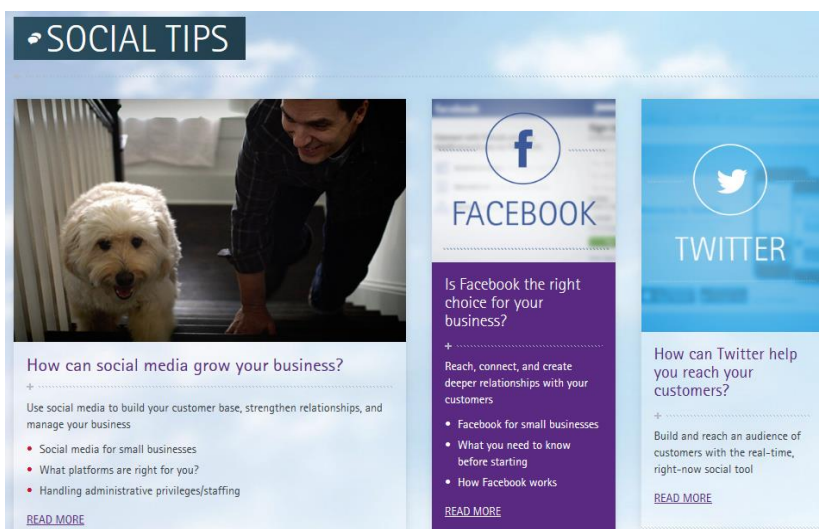 SOCIAL TIPS
How can social media grow your business?
Use social media to build your customer base, strengthen relationships, and
manage your business
• Social media for small businesses
• What platforms are right for you?
• Handling administrative privileges/staffing
READ MORE
facebook
f
FACEBOOK
Is Facebook the right
choice for your
business?
Reach, connect, and create
deeper relationships with your
customers
• Facebook for small businesses
• What you need to know
before starting
• How Facebook works
READ MORE
TWITTER
How can Twitter help
you reach your
customers?
Build and reach an audience of
customers with the real-time,
right-now social tool
READ MORE